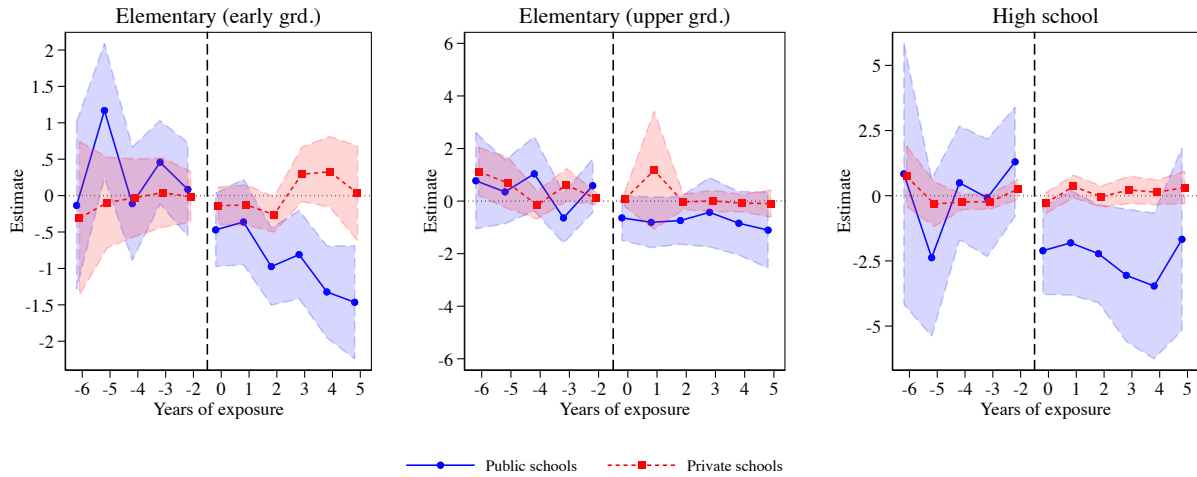 Elementary (early grd.)
Estimate
2
1.5
1
.5
0
-.5
-1
-1.5
-2
-6 -5 -4 -3 -2 0 1 2 3 4 5
Years of exposure
Elementary (upper grd.)
Estimate
6
4
2
0
-2
-4
-6
-6 -5 -4 -3 -2 0 1 2 3 4 5
Years of exposure
High school
Estimate
5
2.5
0
-2.5
-5
-6 -5 -4 -3 -2 0 1 2 3 4 5
Years of exposure
Public schools Private schools